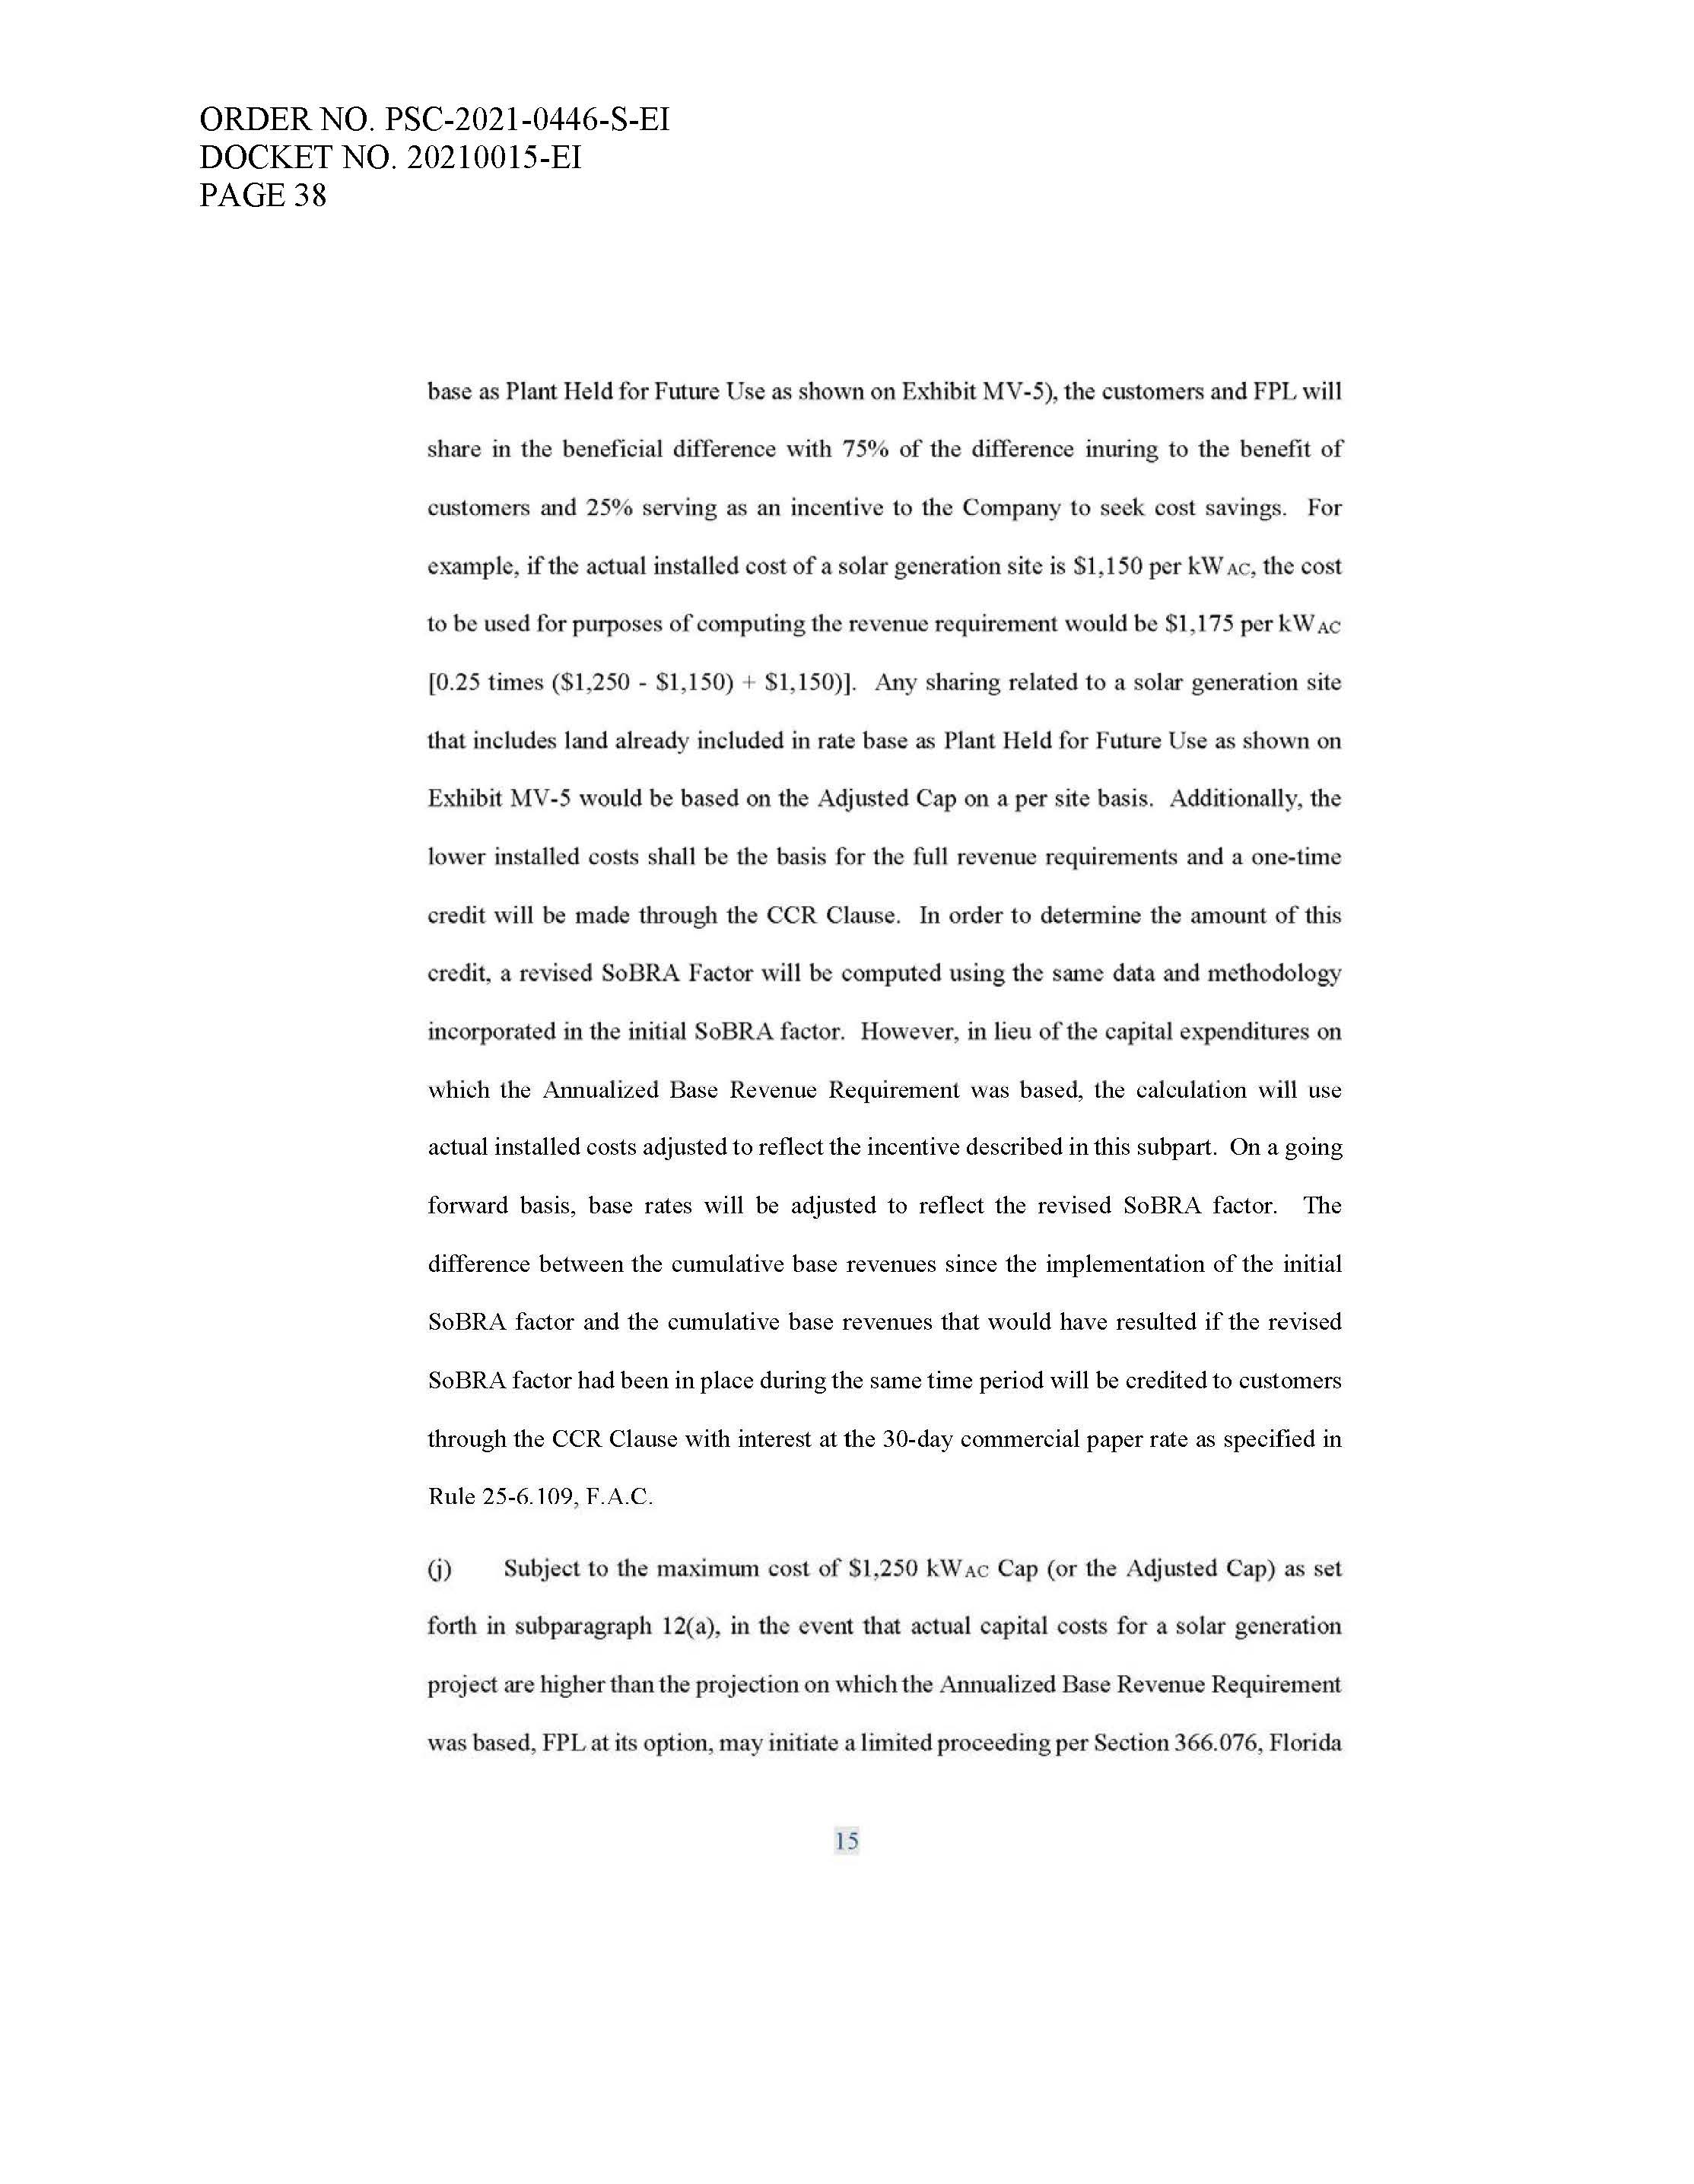 ORDER NO. PSC-2021-0446-S-EI
DOCKET NO. 20210015-EI
PAGE 38
base as Plant Held for Future Use as shown on Exhibit MV-5), the customers and FPL will
share in the beneficial difference with 75% of the difference inuring to the benefit of
customers and 25% serving as an incentive to the Company to seek cost savings. For
example, if the actual installed cost of a solar generation site is $1,150 per kW AC, the cost
to be used for purposes of computing the revenue requirement would be $1,175 per kW AC
[0.25 times ($1,250 - $1,150) + $1,150)]. Any sharing related to a solar generation site
that includes land already included in rate base as Plant Held for Future Use as shown on
Exhibit MV-5 would be based on the Adjusted Cap on a per site basis. Additionally, the
lower installed costs shall be the basis for the full revenue requirements and a one-time
credit will be made through the CCR Clause. In order to determine the amount of this
credit, a revised SoBRA Factor will be computed using the same data and methodology
incorporated in the initial SoBRA factor. However, in lieu of the capital expenditures on
which the Annualized Base Revenue Requirement was based, the calculation will use
actual installed costs adjusted to reflect the incentive described in this subpart. On a going
forward basis, base rates will be adjusted to reflect the revised SoBRA factor. The
difference between the cumulative base revenues since the implementation of the initial
SoBRA factor and the cumulative base revenues that would have resulted if the revised
SoBRA factor had been in place during the same time period will be credited to customers
through the CCR Clause with interest at the 30-day commercial paper rate as specified in
Rule 25-6.109, F.A.C.
(j) Subject to the maximum cost of $1,250 kW AC Cap (or the Adjusted Cap) as set
forth in subparagraph 12(a), in the event that actual capital costs for a solar generation
project are higher than the projection on which the Annualized Base Revenue Requirement
was based, FPL at its option, may initiate a limited proceeding per Section 366.076, Florida
15